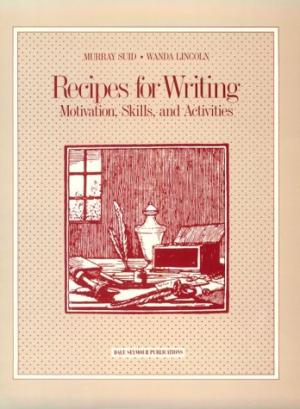 MURRAY SUID • WANDA LINCOLN
Recipes for Writing
Motivation, Skills, and Activities
DALE SEYMOUR PUBLICATIONS